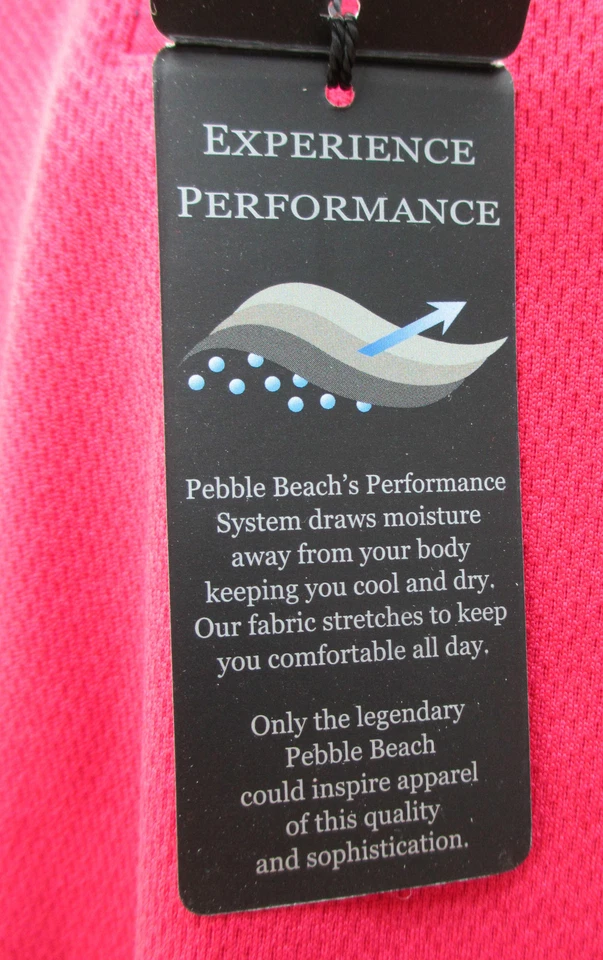 EXPERIENCE
PERFORMANCE
Pebble Beach's Performance
System draws moisture
away from your body
keeping you cool and dry.
Our fabric stretches to keep
you comfortable all day.
Only the legendary
Pebble Beach
could inspire apparel
of this quality
and sophistication.